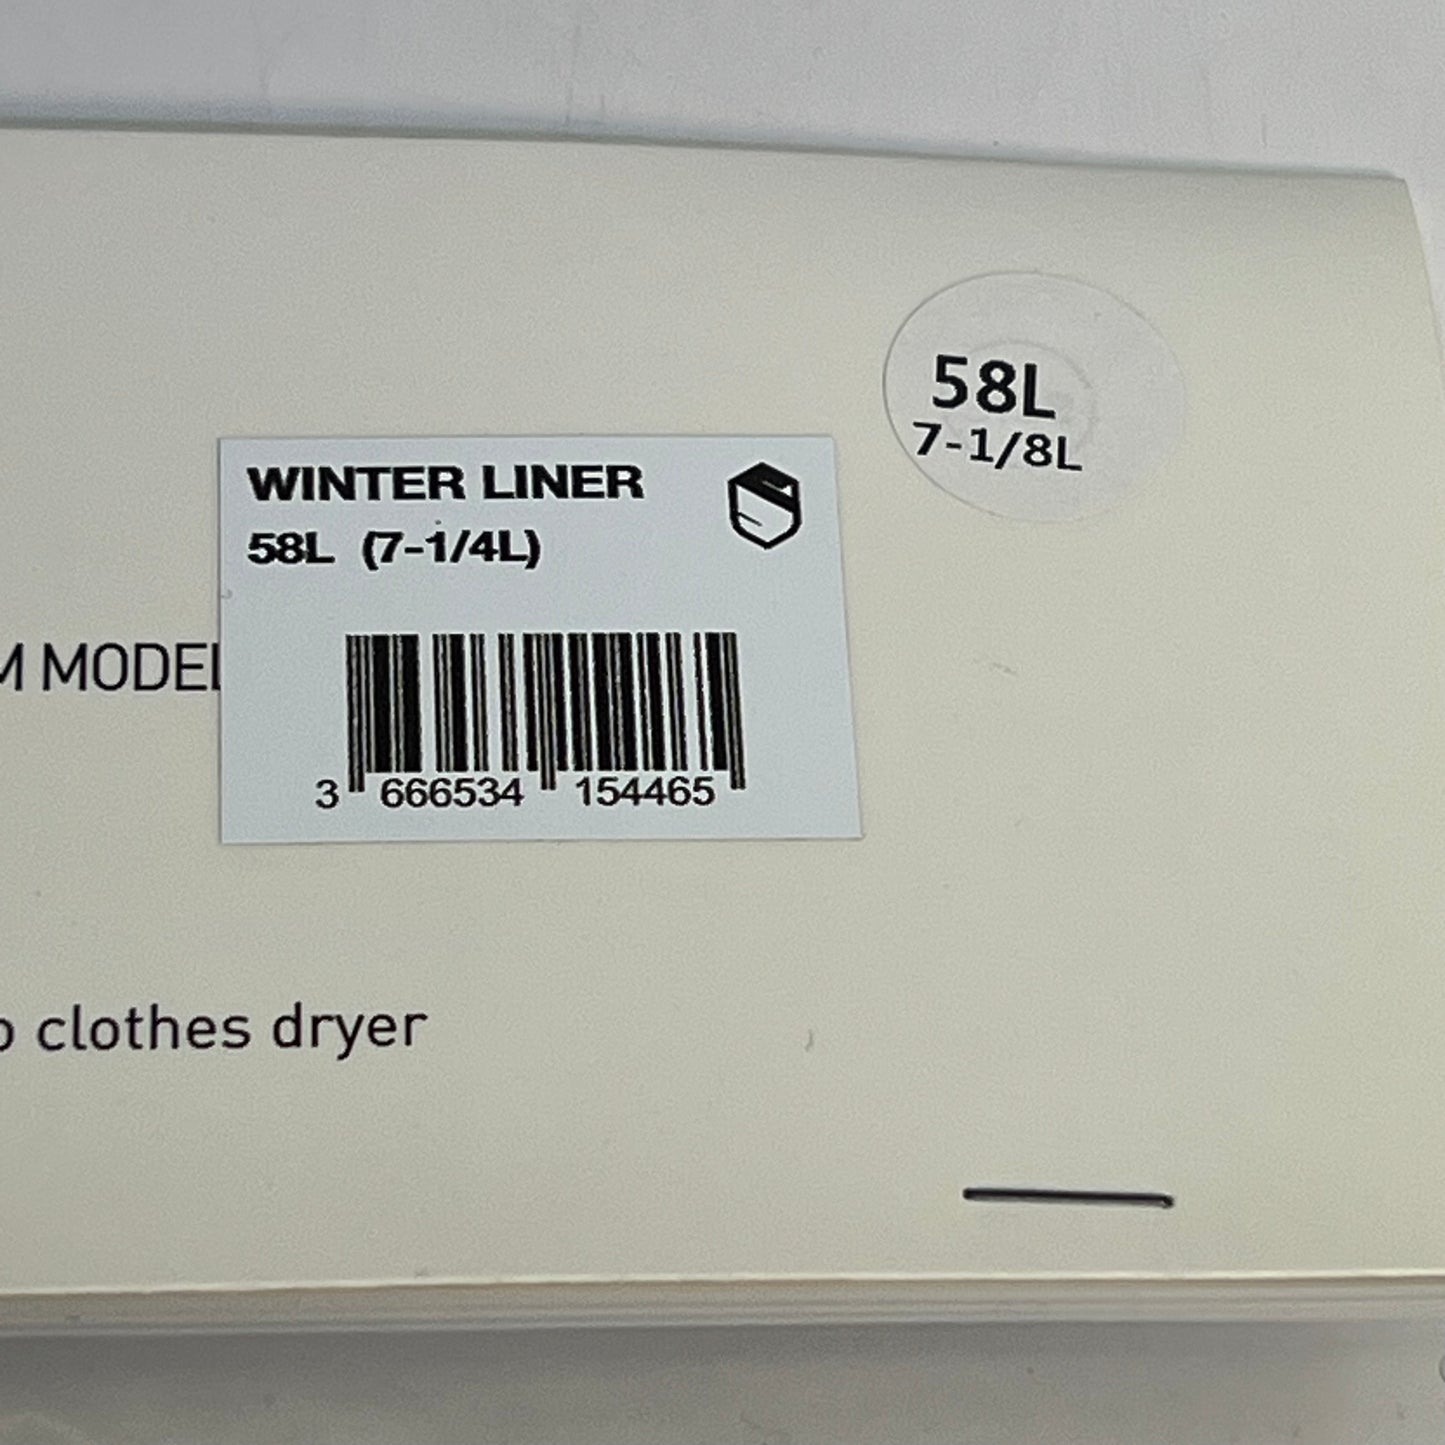 58L
7-1/8L
WINTER LINER
58L (7-1/4L)
M MODEL
3 666534 154465
clothes dryer